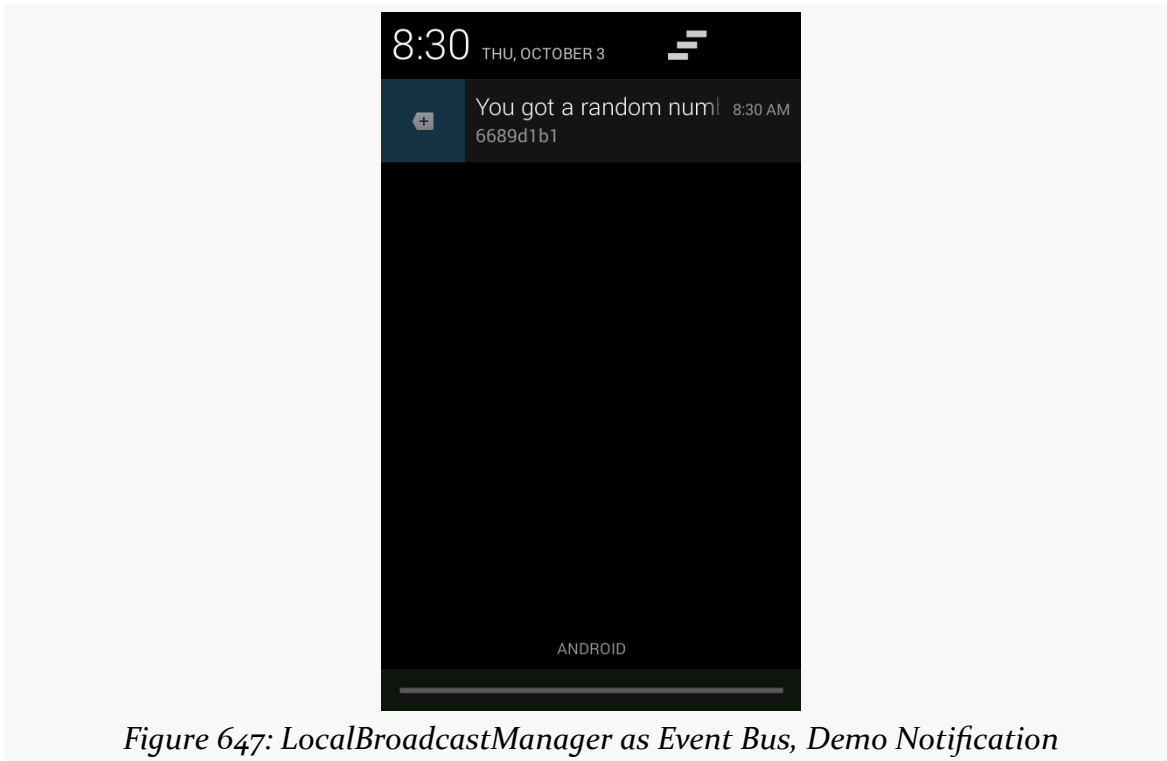 8:30 THU, OCTOBER 3
You got a random numb 8:30 AM
6689d1b1
ANDROID
Figure 647: LocalBroadcastManager as Event Bus, Demo Notification